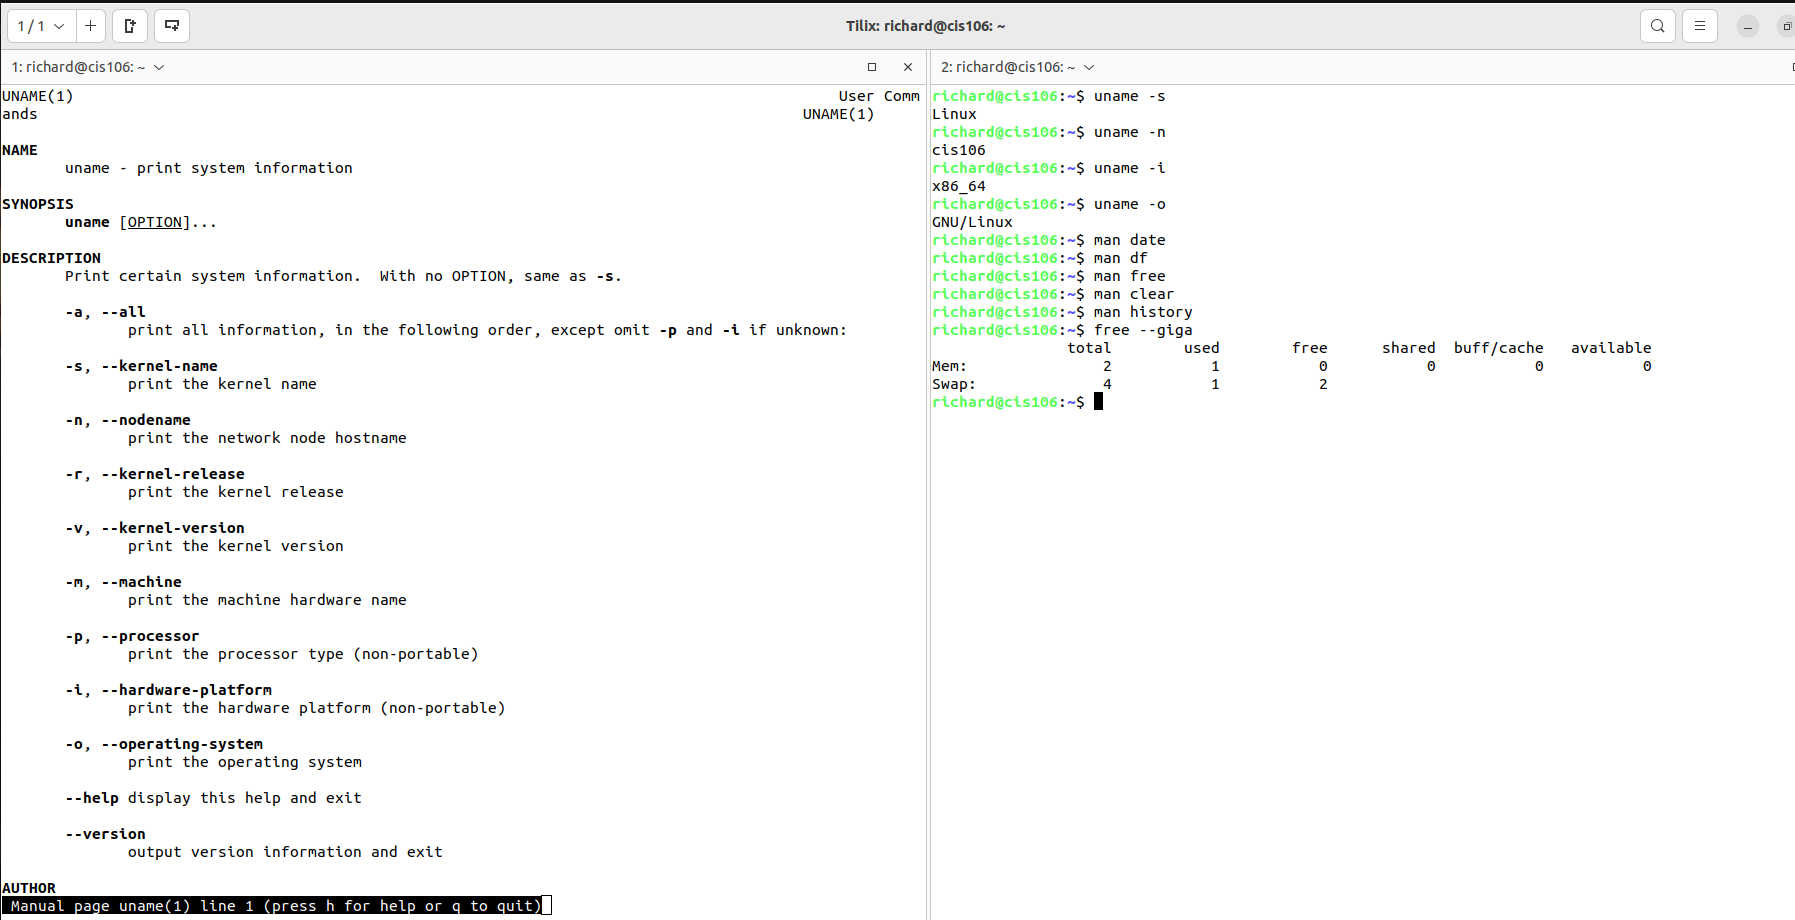 1 / 1
Tilix: richard@cis106: ~
1: richard@cis106: ~
UNAME(1) User Comm
ands UNAME(1)
NAME
uname - print system information
SYNOPSIS
uname [OPTION]...
DESCRIPTION
Print certain system information. With no OPTION, same as -s.
-a, --all
print all information, in the following order, except omit -p and -i if unknown:
-s, --kernel-name
print the kernel name
-n, --nodename
print the network node hostname
-r, --kernel-release
print the kernel release
-v, --kernel-version
print the kernel version
-m, --machine
print the machine hardware name
-p, --processor
print the processor type (non-portable)
-i, --hardware-platform
print the hardware platform (non-portable)
-o, --operating-system
print the operating system
--help display this help and exit
--version
output version information and exit
AUTHOR
Manual page uname(1) line 1 (press h for help or q to quit)
2: richard@cis106: ~
richard@cis106:~$ uname -s
Linux
richard@cis106:~$ uname -n
cis106
richard@cis106:~$ uname -i
x86_64
richard@cis106:~$ uname -o
GNU/Linux
richard@cis106:~$ man date
richard@cis106:~$ man df
richard@cis106:~$ man free
richard@cis106:~$ man clear
richard@cis106:~$ man history
richard@cis106:~$ free --giga
total used free shared buff/cache available
Mem: 2 1 0 0 0 0
Swap: 4 1 2
richard@cis106:~$